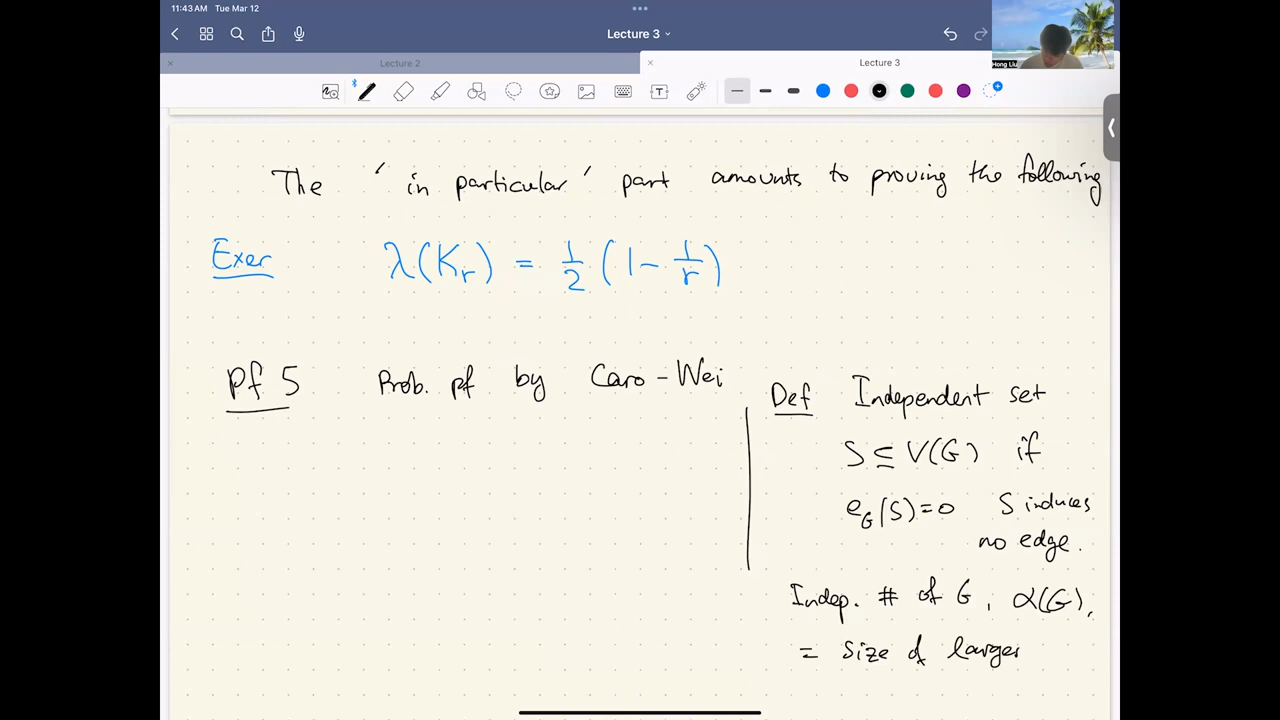 11:43 AM Tue Mar 12
Lecture 3
Hong Liu
Lecture 2
Lecture 3
The 'in particular' part amounts to proving the following
Exer λ(Kr) = 1/2 (1 - 1/r)
Pf 5 Prob. pf by Caro-Wei
Def Independent set
S ⊆ V(G) if
e_G(S)=0 S induces
no edge.
Indep. # of G, α(G),
= size of larges